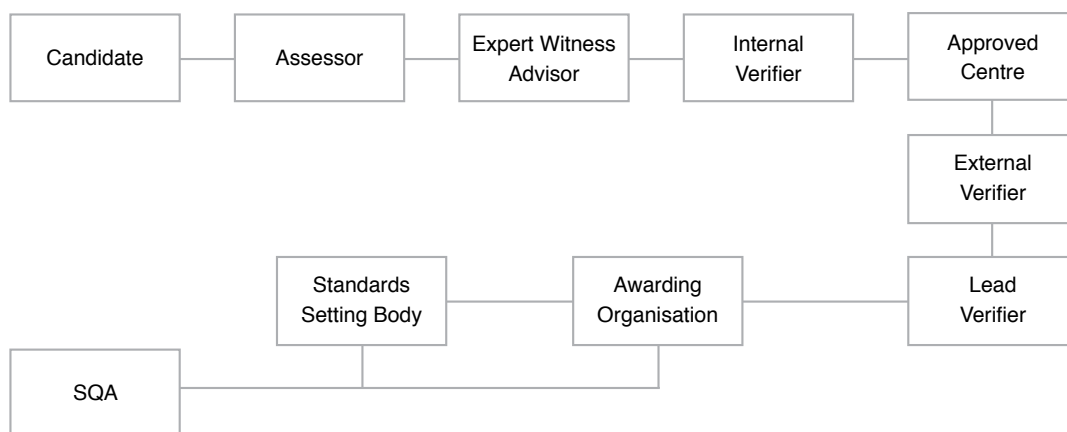 Candidate
Assessor
Expert Witness
Advisor
Internal
Verifier
Approved
Centre
External
Verifier
Standards
Setting Body
Awarding
Organisation
Lead
Verifier
SQA